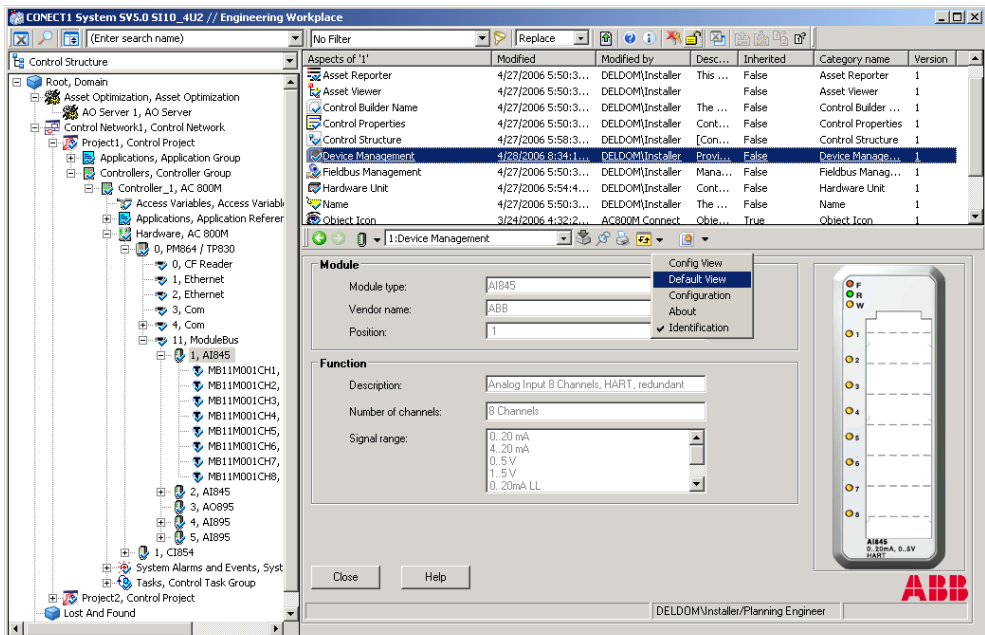 CONECT1 System SV5.0 SI10_4U2 // Engineering Workplace
(Enter search name) No Filter Replace
Control Structure
Root, Domain
Asset Optimization, Asset Optimization
AO Server 1, AO Server
Control Network1, Control Network
Project1, Control Project
Applications, Application Group
Controllers, Controller Group
Controller_1, AC 800M
Access Variables, Access Variabl
Applications, Application Referer
Hardware, AC 800M
0, PM864 / TP830
0, CF Reader
1, Ethernet
2, Ethernet
3, Com
4, Com
11, ModuleBus
1, AI845
MB11M001CH1,
MB11M001CH2,
MB11M001CH3,
MB11M001CH4,
MB11M001CH5,
MB11M001CH6,
MB11M001CH7,
MB11M001CH8,
2, AI845
3, AO895
4, AI895
5, AI895
1, CI854
System Alarms and Events, Syst
Tasks, Control Task Group
Project2, Control Project
Lost And Found
Aspects of '1' Modified Modified by Desc... Inherited Category name Version
Asset Reporter 4/27/2006 5:50:3... DELDOM\Installer This ... False Asset Reporter 1
Asset Viewer 4/27/2006 5:50:3... DELDOM\Installer False Asset Viewer 1
Control Builder Name 4/27/2006 5:50:3... DELDOM\Installer The ... False Control Builder ... 1
Control Properties 4/27/2006 5:50:3... DELDOM\Installer Cont... False Control Properties 1
Control Structure 4/27/2006 5:58:3... DELDOM\Installer [Con... False Control Structure 1
Device Management 4/28/2006 8:34:1... DELDOM\Installer Provi... False Device Manage... 1
Fieldbus Management 4/27/2006 5:50:3... DELDOM\Installer Mana... False Fieldbus Manag... 1
Hardware Unit 4/27/2006 5:54:4... DELDOM\Installer Cont... False Hardware Unit 1
Name 4/27/2006 5:50:3... DELDOM\Installer The ... False Name 1
Object Icon 3/24/2006 4:32:2... AC800M Connect Obje... True Object Icon 1
1:Device Management
Config View
Default View
Configuration
About
Identification
Module
Module type: AI845
Vendor name: ABB
Position: 1
Function
Description: Analog Input 8 Channels, HART, redundant
Number of channels: 8 Channels
Signal range: 0..20 mA
4..20 mA
0..5 V
1..5 V
0..20mA LL
F
R
W
1
2
3
4
5
6
7
8
AI845
0..20mA, 0..5V
HART
Close Help
ABB
DELDOM\Installer/Planning Engineer